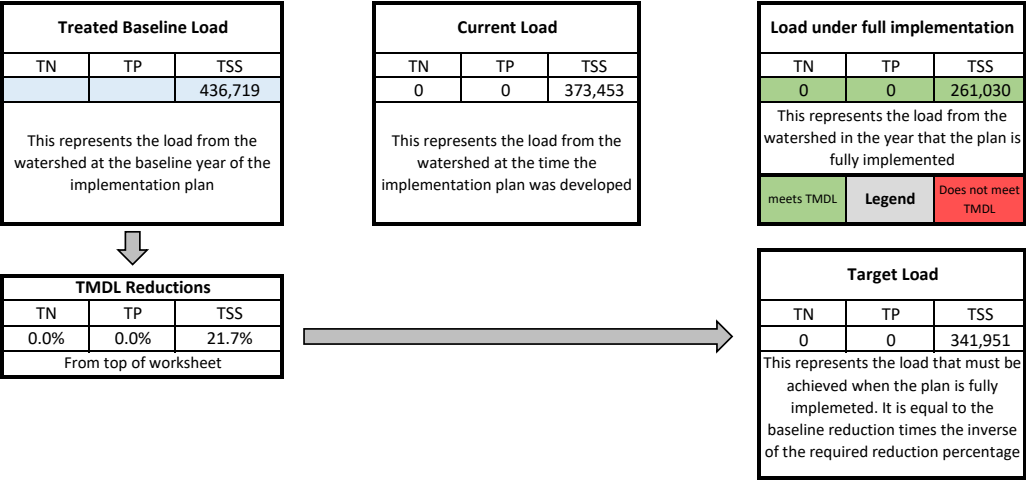 Treated Baseline Load
TN TP TSS
436,719
This represents the load from the
watershed at the baseline year of the
implementation plan
Current Load
TN TP TSS
0 0 373,453
This represents the load from the
watershed at the time the
implementation plan was developed
Load under full implementation
TN TP TSS
0 0 261,030
This represents the load from the
watershed in the year that the plan is
fully implemented
meets TMDL
Legend
Does not meet
TMDL
TMDL Reductions
TN TP TSS
0.0% 0.0% 21.7%
From top of worksheet
Target Load
TN TP TSS
0 0 341,951
This represents the load that must be
achieved when the plan is fully
implemeted. It is equal to the
baseline reduction times the inverse
of the required reduction percentage